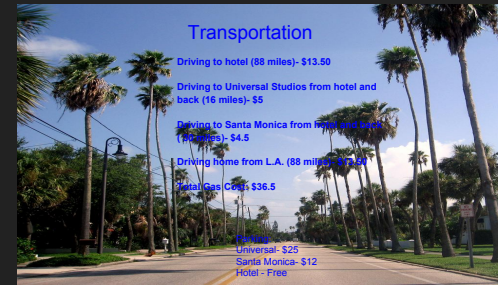 Transportation
Driving to hotel (88 miles)- $13.50
Driving to Universal Studios from hotel and
back (16 miles)- $5
Driving to Santa Monica from
miles)- $4.5
Driving home from L.A. (88 miles)- $13.50
Total Gas Cost: $36.5
Universal- $25
Santa Monica- $12
Hotel - Free